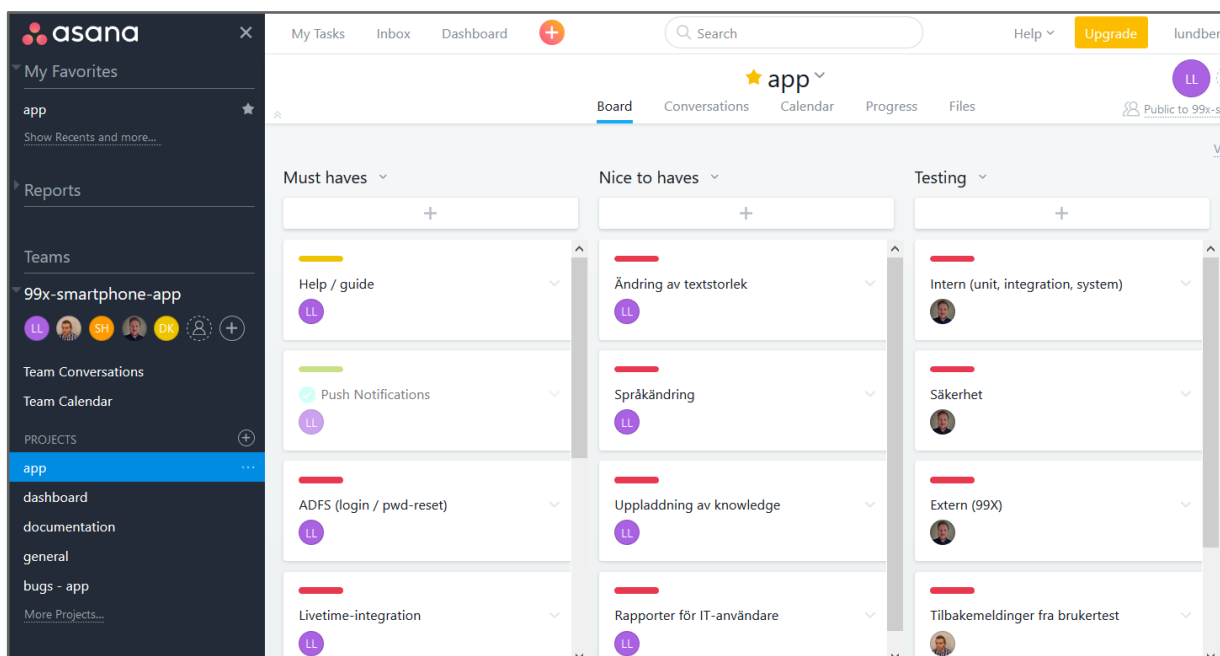 asana
My Tasks Inbox Dashboard
Search
Help
Upgrade
My Favorites
app
Show Recents and more...
Reports
Teams
99x-smartphone-app
LL SH DK
Team Conversations
Team Calendar
PROJECTS
app
dashboard
documentation
general
bugs - app
More Projects...
app
LL
Board Conversations Calendar Progress Files
Public to 99x-s
Must haves
Help / guide
LL
Push Notifications
LL
ADFS (login / pwd-reset)
LL
Livetime-integration
LL
Nice to haves
Ändring av textstorlek
LL
Språkändring
LL
Uppladdning av knowledge
LL
Rapporter för IT-användare
LL
Testing
Intern (unit, integration, system)
Säkerhet
Extern (99X)
Tilbakemeldinger fra brukertest